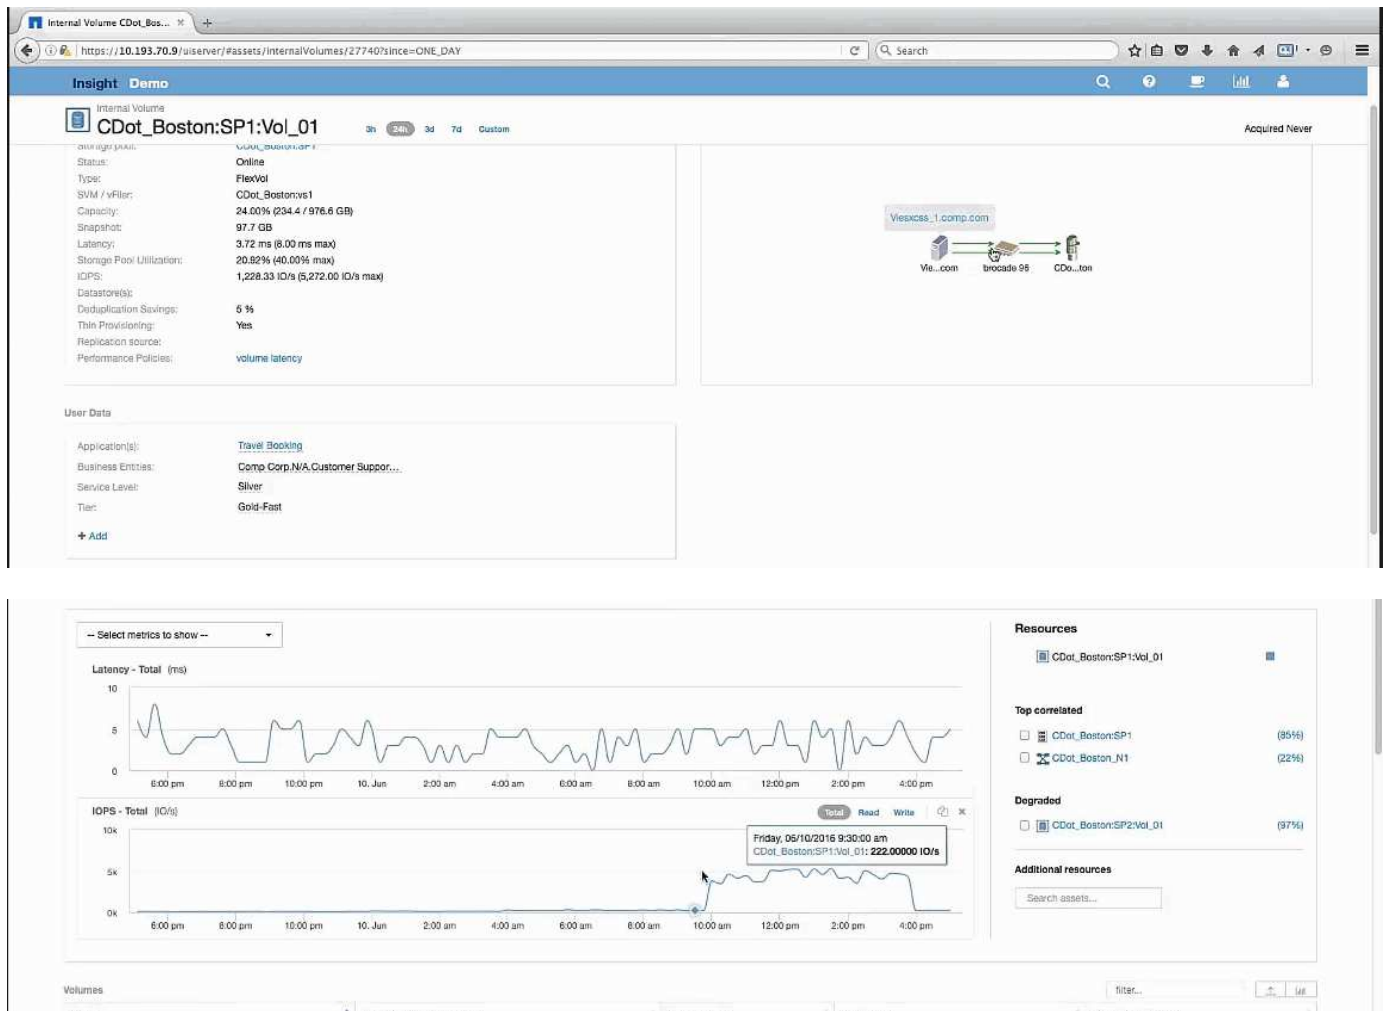 Internal Volume CDot_Bos... × +
https://10.193.70.9/uiserver/#assets/internalVolumes/27740?since=ONE_DAY
Search
Insight Demo
Internal Volume
CDot_Boston:SP1:Vol_01
3h 24h 3d 7d Custom
Acquired Never
Storage pool: CDot_Boston:SP1
Status: Online
Type: FlexVol
SVM / vFiler: CDot_Boston:vs1
Capacity: 24.00% (234.4 / 976.6 GB)
Snapshot: 97.7 GB
Latency: 3.72 ms (8.00 ms max)
Storage Pool Utilization: 20.92% (40.00% max)
IOPS: 1,228.33 IO/s (5,272.00 IO/s max)
Datastore(s):
Deduplication Savings: 5 %
Thin Provisioning: Yes
Replication source:
Performance Policies: volume latency
Viesxcss_1.comp.com
Vie...com brocade 96 CDo...ton
User Data
Application(s): Travel Booking
Business Entities: Comp Corp.N/A.Customer Suppor...
Service Level: Silver
Tier: Gold-Fast
+ Add
-- Select metrics to show --
Latency - Total (ms)
10
5
0
6:00 pm 8:00 pm 10:00 pm 10. Jun 2:00 am 4:00 am 6:00 am 8:00 am 10:00 am 12:00 pm 2:00 pm 4:00 pm
IOPS - Total (IO/s)
Total Read Write
10k
5k
0k
Friday, 06/10/2016 9:30:00 am
CDot_Boston:SP1:Vol_01: 222.00000 IO/s
6:00 pm 8:00 pm 10:00 pm 10. Jun 2:00 am 4:00 am 6:00 am 8:00 am 10:00 am 12:00 pm 2:00 pm 4:00 pm
Resources
CDot_Boston:SP1:Vol_01
Top correlated
CDot_Boston:SP1 (85%)
CDot_Boston_N1 (22%)
Degraded
CDot_Boston:SP2:Vol_01 (97%)
Additional resources
Search assets...
Volumes
filter...